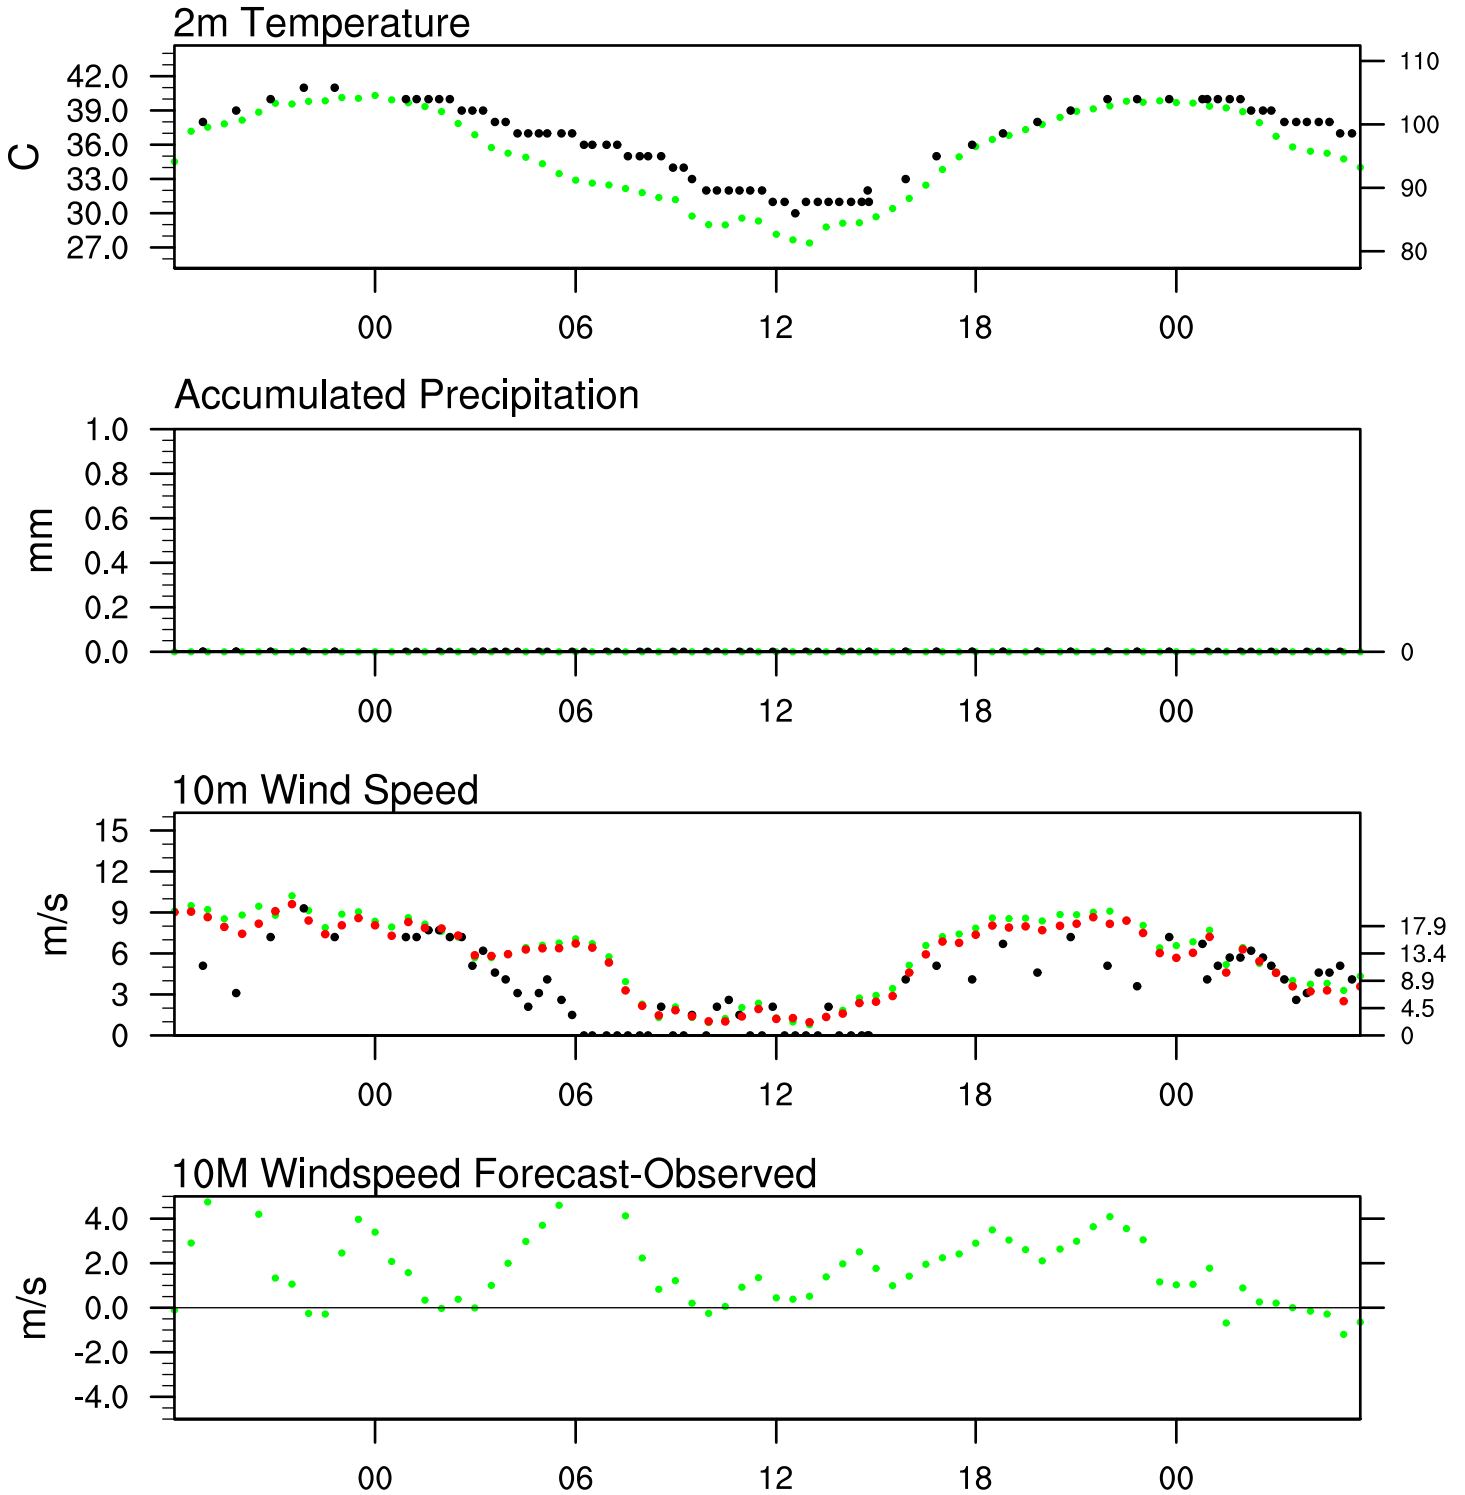 2m Temperature
42.0
39.0
36.0
33.0
30.0
27.0
C
110
100
90
80
00 06 12 18 00
Accumulated Precipitation
1.0
0.8
0.6
0.4
0.2
0.0
mm
0
00 06 12 18 00
10m Wind Speed
15
12
9
6
3
0
m/s
17.9
13.4
8.9
4.5
0
00 06 12 18 00
10M Windspeed Forecast-Observed
4.0
2.0
0.0
-2.0
-4.0
m/s
00 06 12 18 00